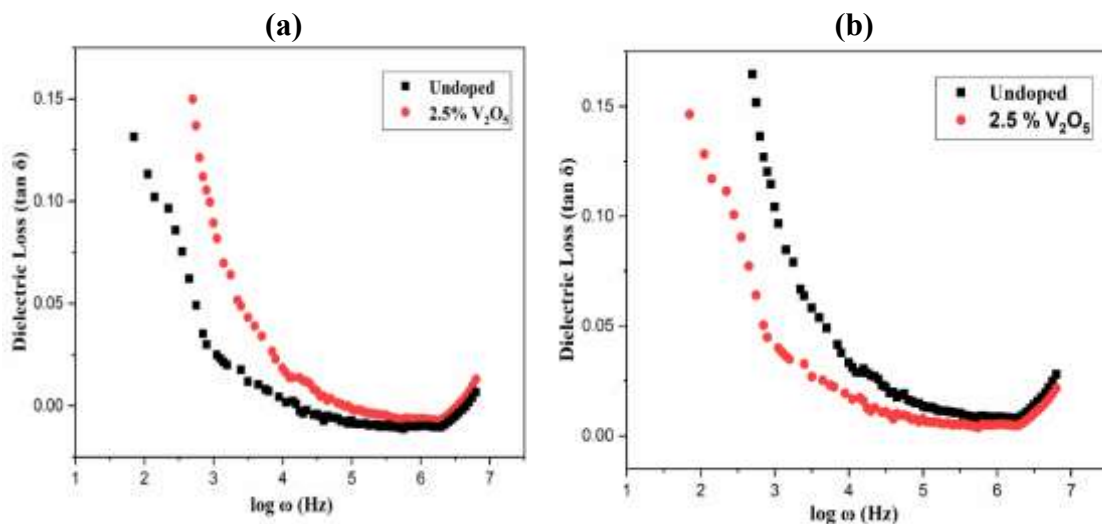 (a)
Dielectric Loss (tan δ)
0.15
0.10
0.05
0.00
Undoped
2.5% V₂O₅
1 2 3 4 5 6 7
log ω (Hz)
(b)
Dielectric Loss (tan δ)
0.15
0.10
0.05
0.00
Undoped
2.5 % V₂O₅
1 2 3 4 5 6 7
log ω (Hz)